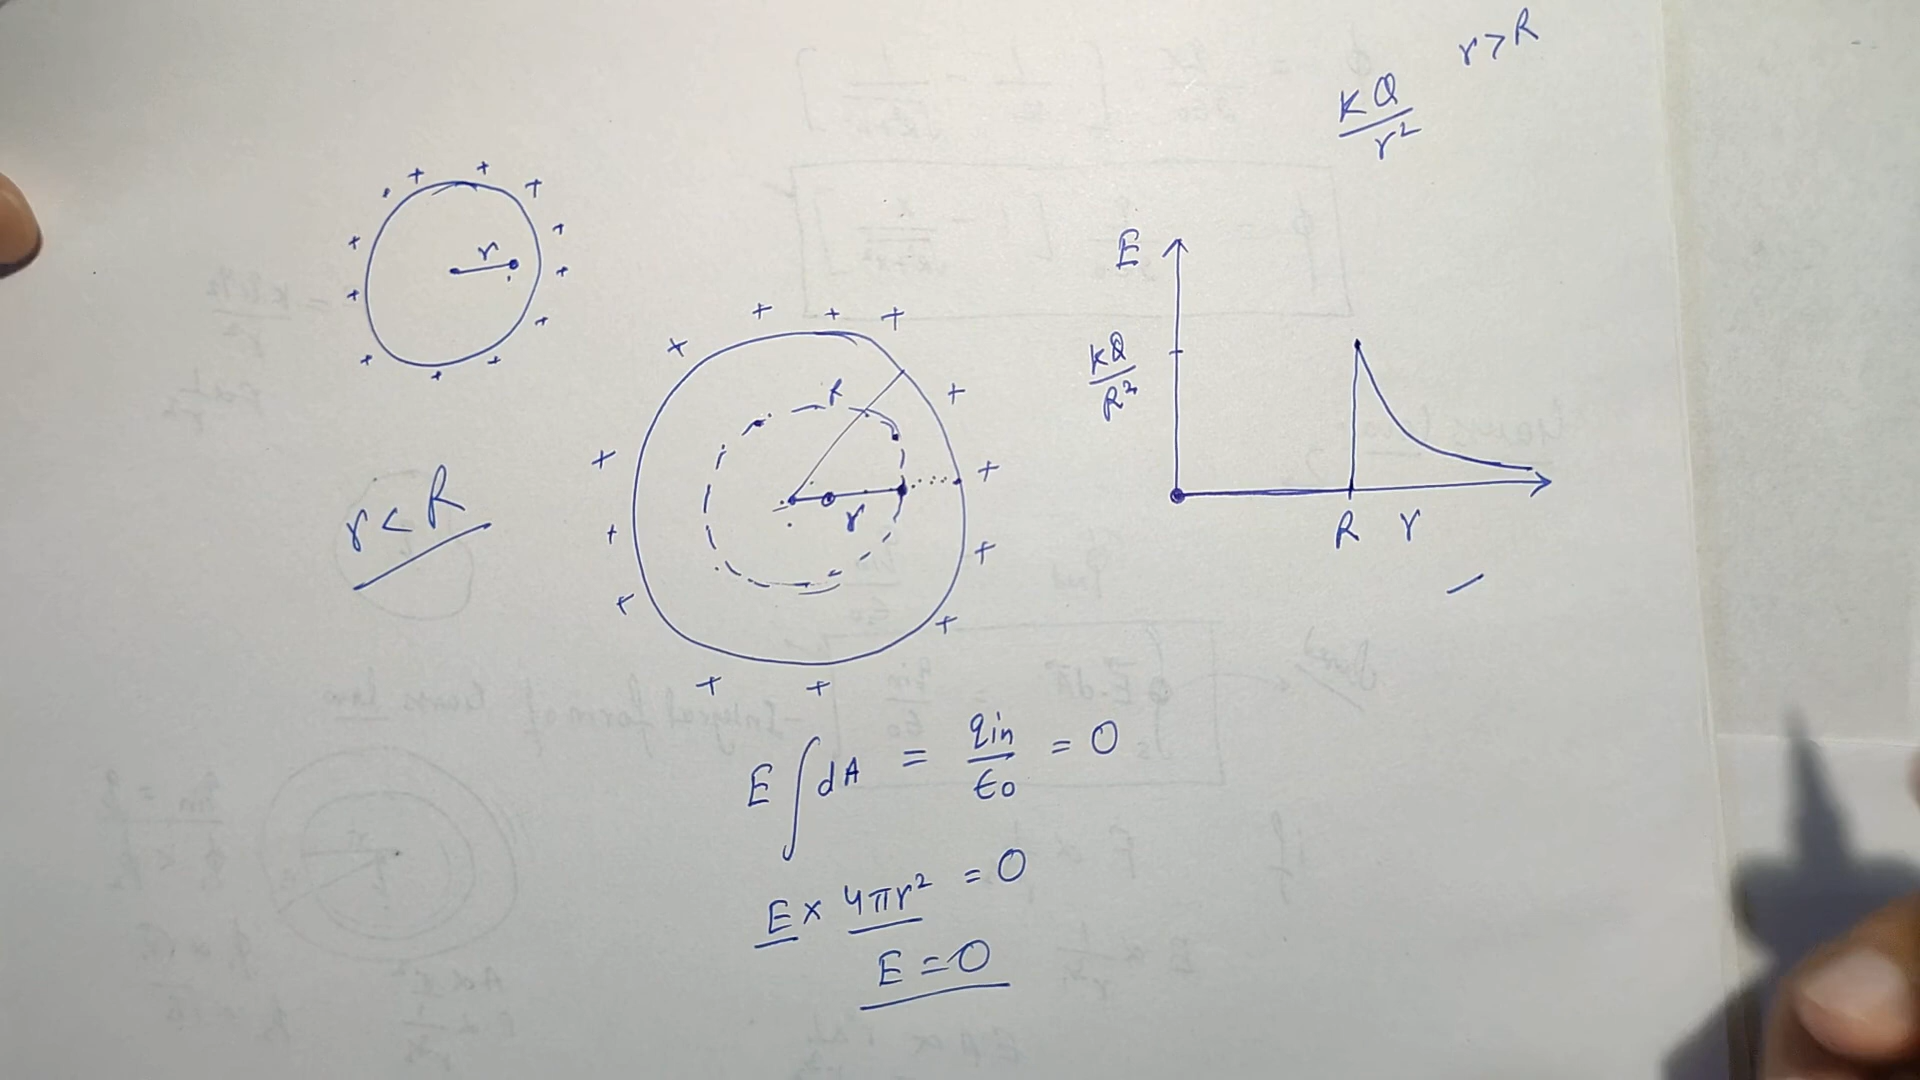 r>R
kQ/r²
r
E
kQ/R²
R r
R
r
r<R
E∫dA = qin/ε0 = 0
E × 4πr² = 0
E = 0